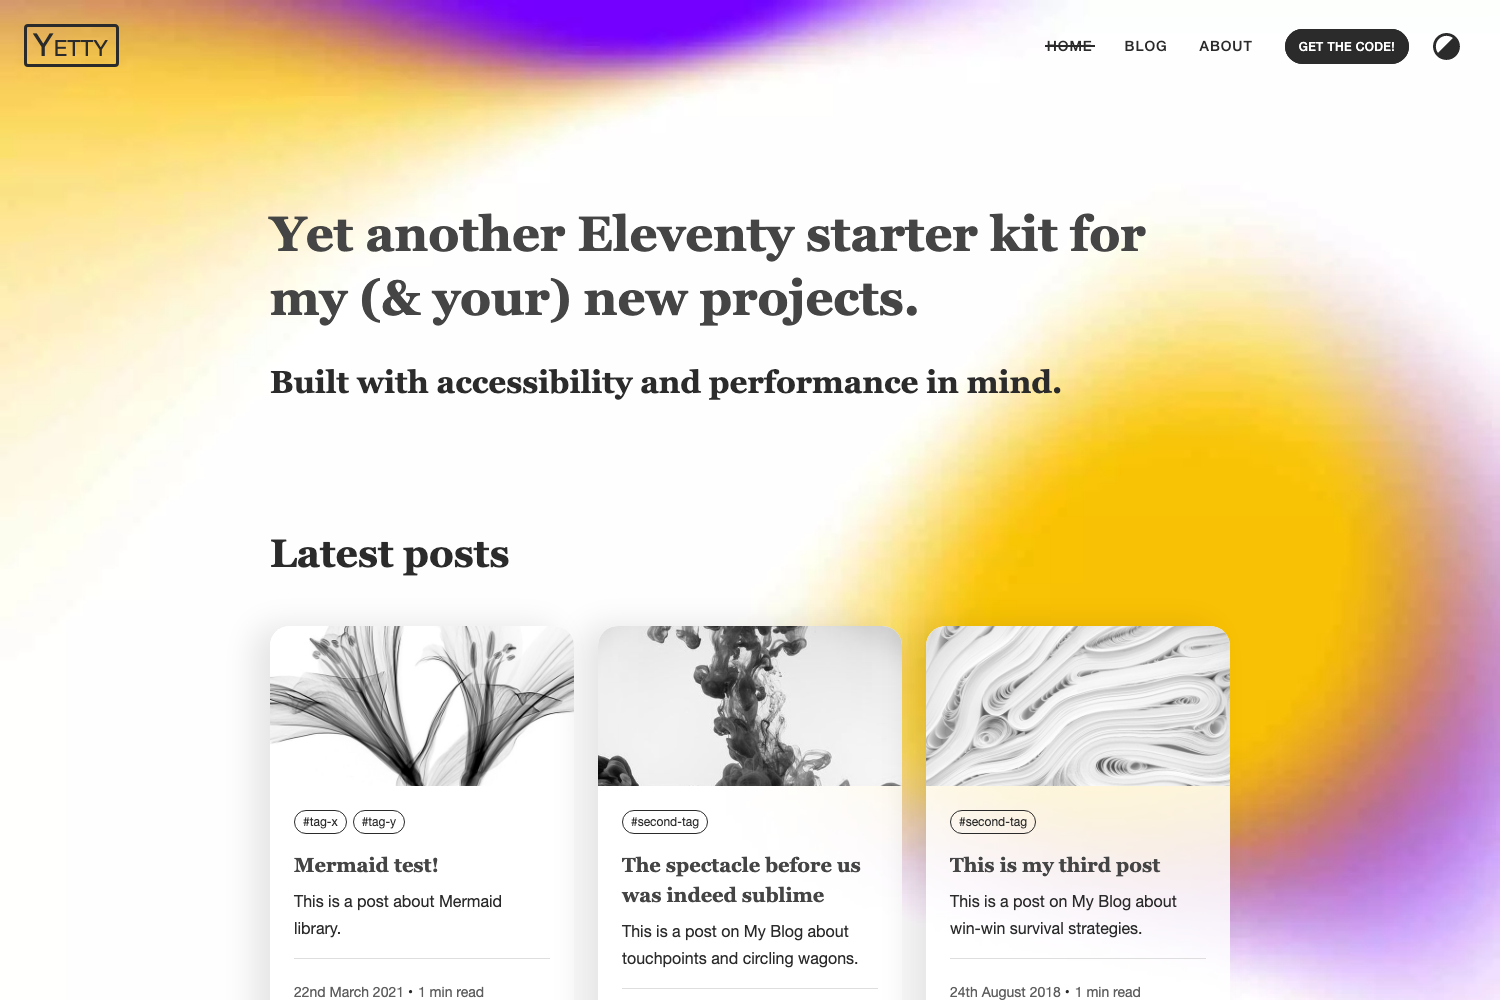 YETTY
HOME BLOG ABOUT GET THE CODE!
Yet another Eleventy starter kit for
my (& your) new projects.
Built with accessibility and performance in mind.
Latest posts
#tag-x #tag-y
Mermaid test!
This is a post about Mermaid
library.
22nd March 2021 • 1 min read
#second-tag
The spectacle before us
was indeed sublime
This is a post on My Blog about
touchpoints and circling wagons.
#second-tag
This is my third post
This is a post on My Blog about
win-win survival strategies.
24th August 2018 • 1 min read